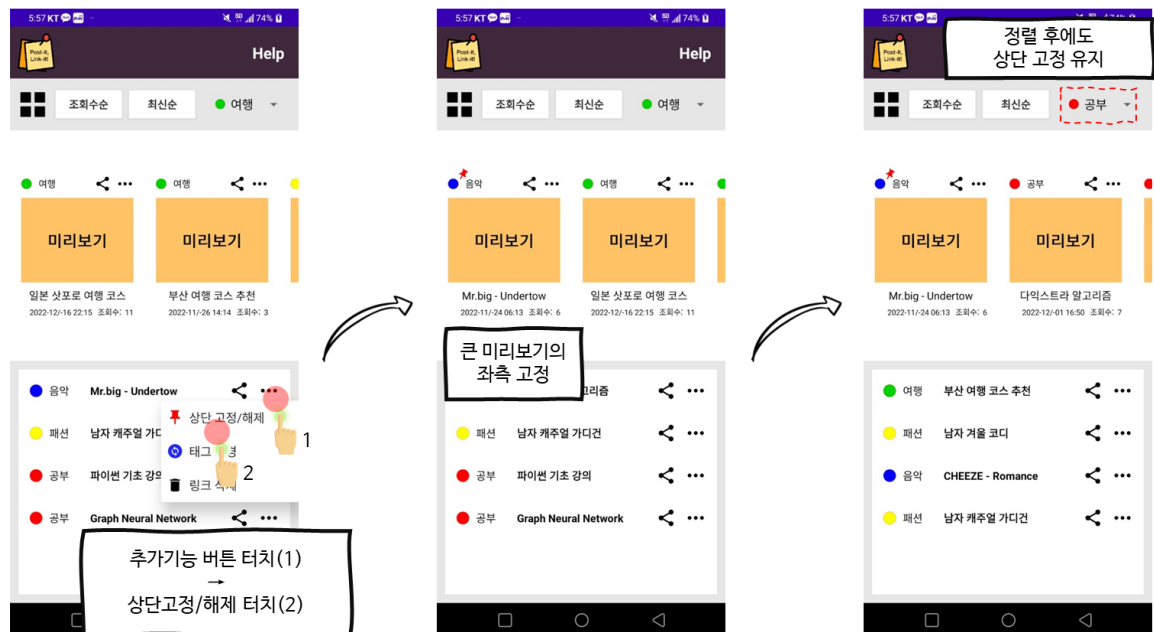 5:57 KT
74%
Post-it,
Link-it!
Help
조회수순
최신순
여행
여행
여행
미리보기
미리보기
일본 삿포로 여행 코스
부산 여행 코스 추천
2022-12/-16 22:15 조회수: 11
2022-11/-26 14:14 조회수: 3
음악 Mr.big - Undertow
상단 고정/해제
패션 남자 캐주얼 가디
태그
1
공부 파이썬 기초 강의
2
링크 삭제
공부 Graph Neural Network
추가기능 버튼 터치(1)
→
상단고정/해제 터치(2)
5:57 KT
74%
Post-it,
Link-it!
Help
조회수순
최신순
여행
음악
여행
미리보기
미리보기
Mr.big - Undertow
일본 삿포로 여행 코스
2022-11/-24 06:13 조회수: 6
2022-12/-16 22:15 조회수: 11
큰 미리보기의
좌측 고정
패션 남자 캐주얼 가디건
공부 파이썬 기초 강의
공부 Graph Neural Network
5:57 KT
정렬 후에도
상단 고정 유지
Post-it,
Link-it!
조회수순
최신순
공부
음악
공부
미리보기
미리보기
Mr.big - Undertow
다익스트라 알고리즘
2022-11/-24 06:13 조회수: 6
2022-12/-01 16:50 조회수: 7
여행 부산 여행 코스 추천
패션 남자 겨울 코디
음악 CHEEZE - Romance
패션 남자 캐주얼 가디건